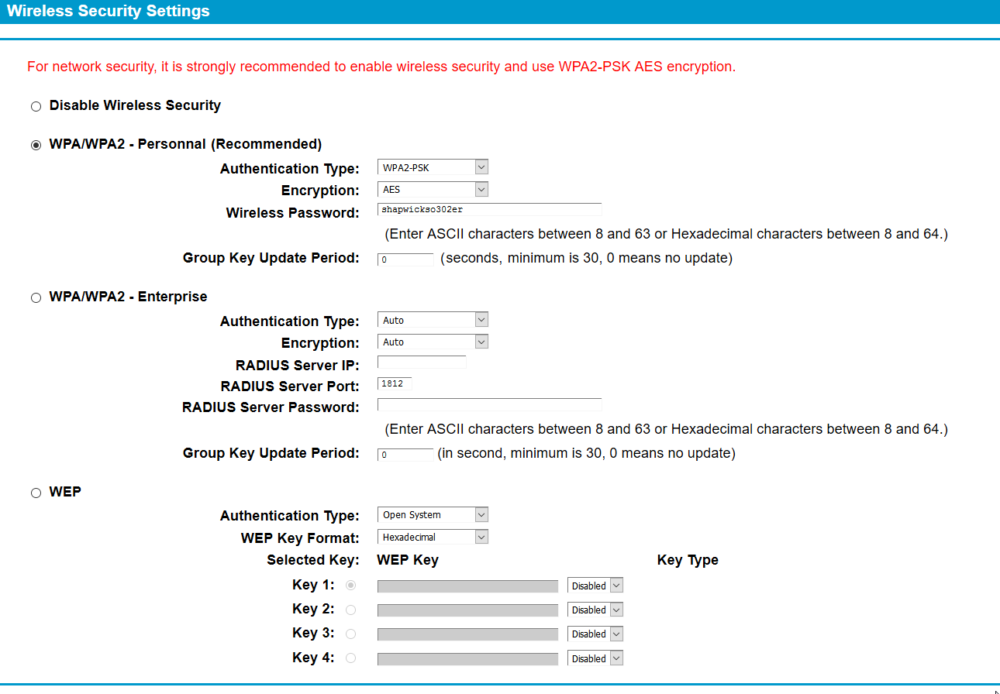 Wireless Security Settings
For network security, it is strongly recommended to enable wireless security and use WPA2-PSK AES encryption.
Disable Wireless Security
WPA/WPA2 - Personnal (Recommended)
Authentication Type: WPA2-PSK
Encryption: AES
Wireless Password: shapwickso302er
(Enter ASCII characters between 8 and 63 or Hexadecimal characters between 8 and 64.)
Group Key Update Period: 0 (seconds, minimum is 30, 0 means no update)
WPA/WPA2 - Enterprise
Authentication Type: Auto
Encryption: Auto
RADIUS Server IP:
RADIUS Server Port: 1812
RADIUS Server Password:
(Enter ASCII characters between 8 and 63 or Hexadecimal characters between 8 and 64.)
Group Key Update Period: 0 (in second, minimum is 30, 0 means no update)
WEP
Authentication Type: Open System
WEP Key Format: Hexadecimal
Selected Key: WEP Key Key Type
Key 1: Disabled
Key 2: Disabled
Key 3: Disabled
Key 4: Disabled